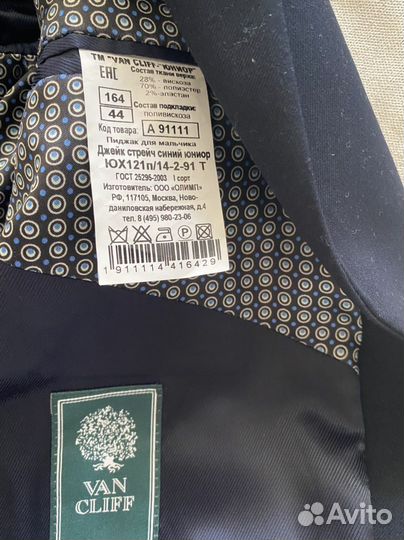 ТМ "VAN CLIFF-ЮНИОР"
EAC
Состав ткани верха:
28% - вискоза
70% - полиэстер
2% - эластан
164
44
Состав подкладки:
поливискоза
Код товара: А 91111
Пиджак для мальчика
Джейк стрейч синий юниор
ЮХ121п/14-2-91 Т
ГОСТ 25295-2003 I сорт
Изготовитель: ООО «ОЛИМП»
РФ, 117105, Москва, Ново-
даниловская набережная, д.4
тел. 8 (495) 980-23-06
1911114416429
VAN
CLIFF
Avito